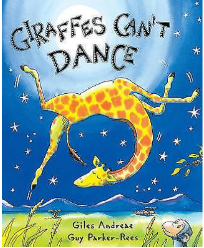 GIRAFFES CAN'T
DANCE
Giles Andreae
Guy Parker-Rees